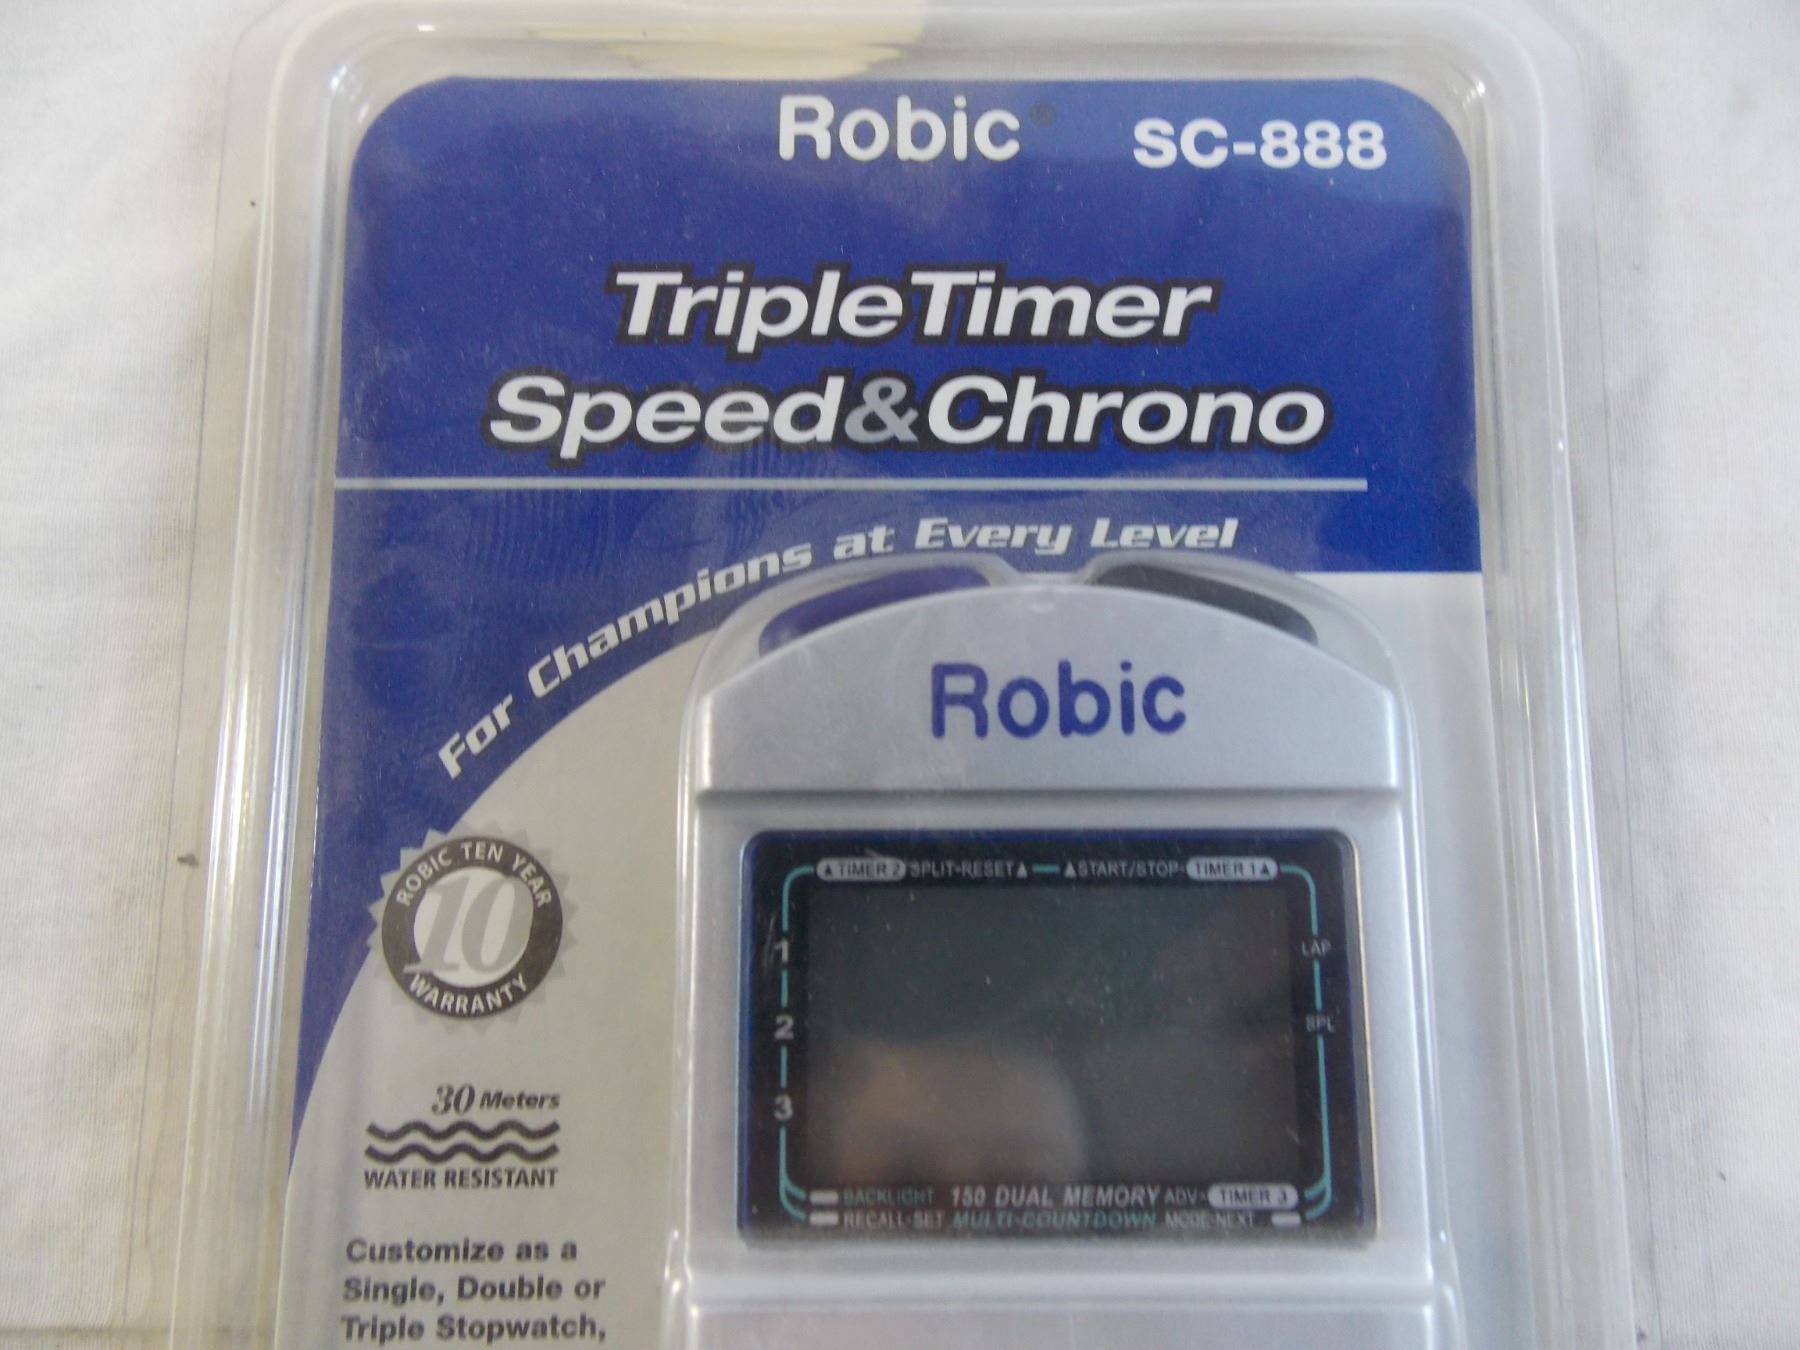 Robic® SC-888
Triple Timer
Speed & Chrono
For Champions at Every Level
Robic
▲TIMER 2 SPLIT-RESET▲ ▲START/STOP- TIMER 1▲
1
2
3
LAP
SPL
BACKLIGHT 150 DUAL MEMORY ADV- TIMER 3
RECALL-SET MULTI-COUNTDOWN MODE-NEXT
ROBIC TEN YEAR
10
WARRANTY
30 Meters
WATER RESISTANT
Customize as a
Single, Double or
Triple Stopwatch,